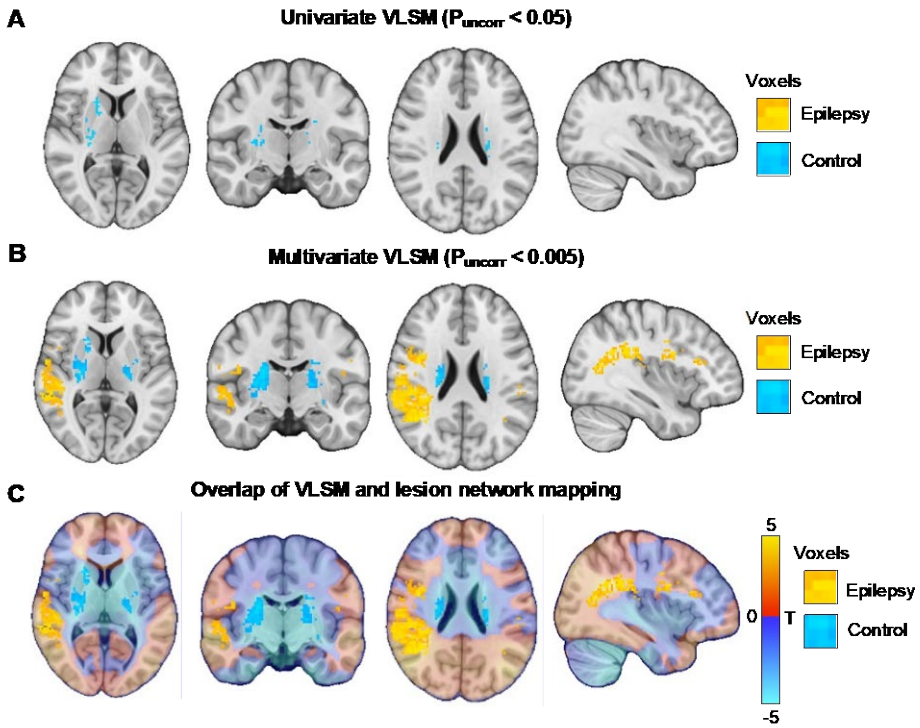 A
Univariate VLSM (Puncorr < 0.05)
Voxels
Epilepsy
Control
B
Multivariate VLSM (Puncorr < 0.005)
Voxels
Epilepsy
Control
C
Overlap of VLSM and lesion network mapping
5
Voxels
Epilepsy
0 T
Control
-5